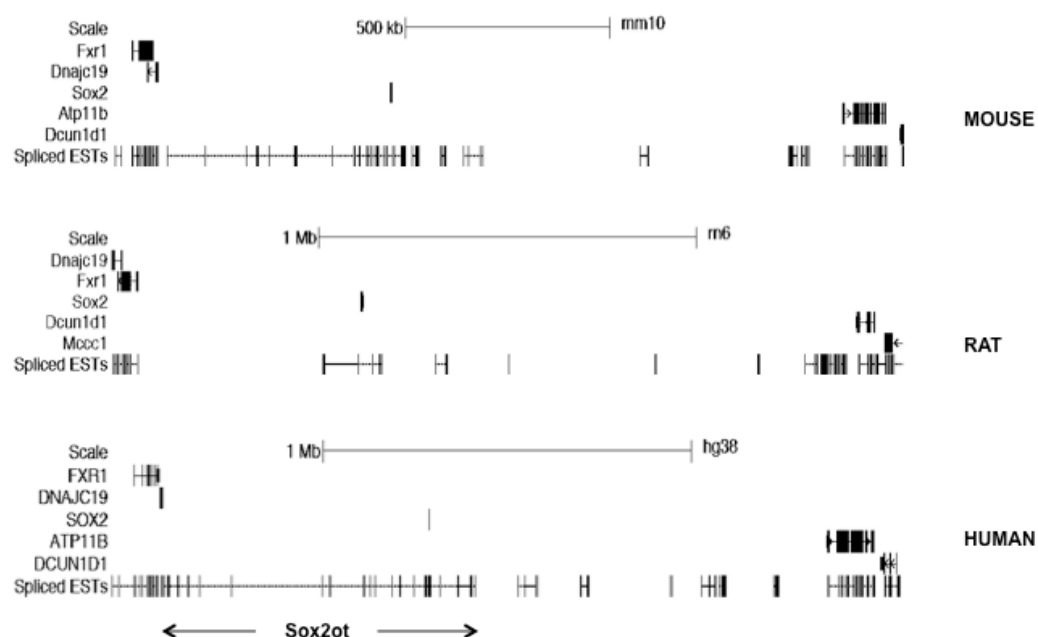 Scale 500 kb mm10
Fxr1
Dnajc19
Sox2
Atp11b
Dcun1d1
Spliced ESTs
MOUSE
Scale 1 Mb rn6
Dnajc19
Fxr1
Sox2
Dcun1d1
Mccc1
Spliced ESTs
RAT
Scale 1 Mb hg38
FXR1
DNAJC19
SOX2
ATP11B
DCUN1D1
Spliced ESTs
HUMAN
Sox2ot